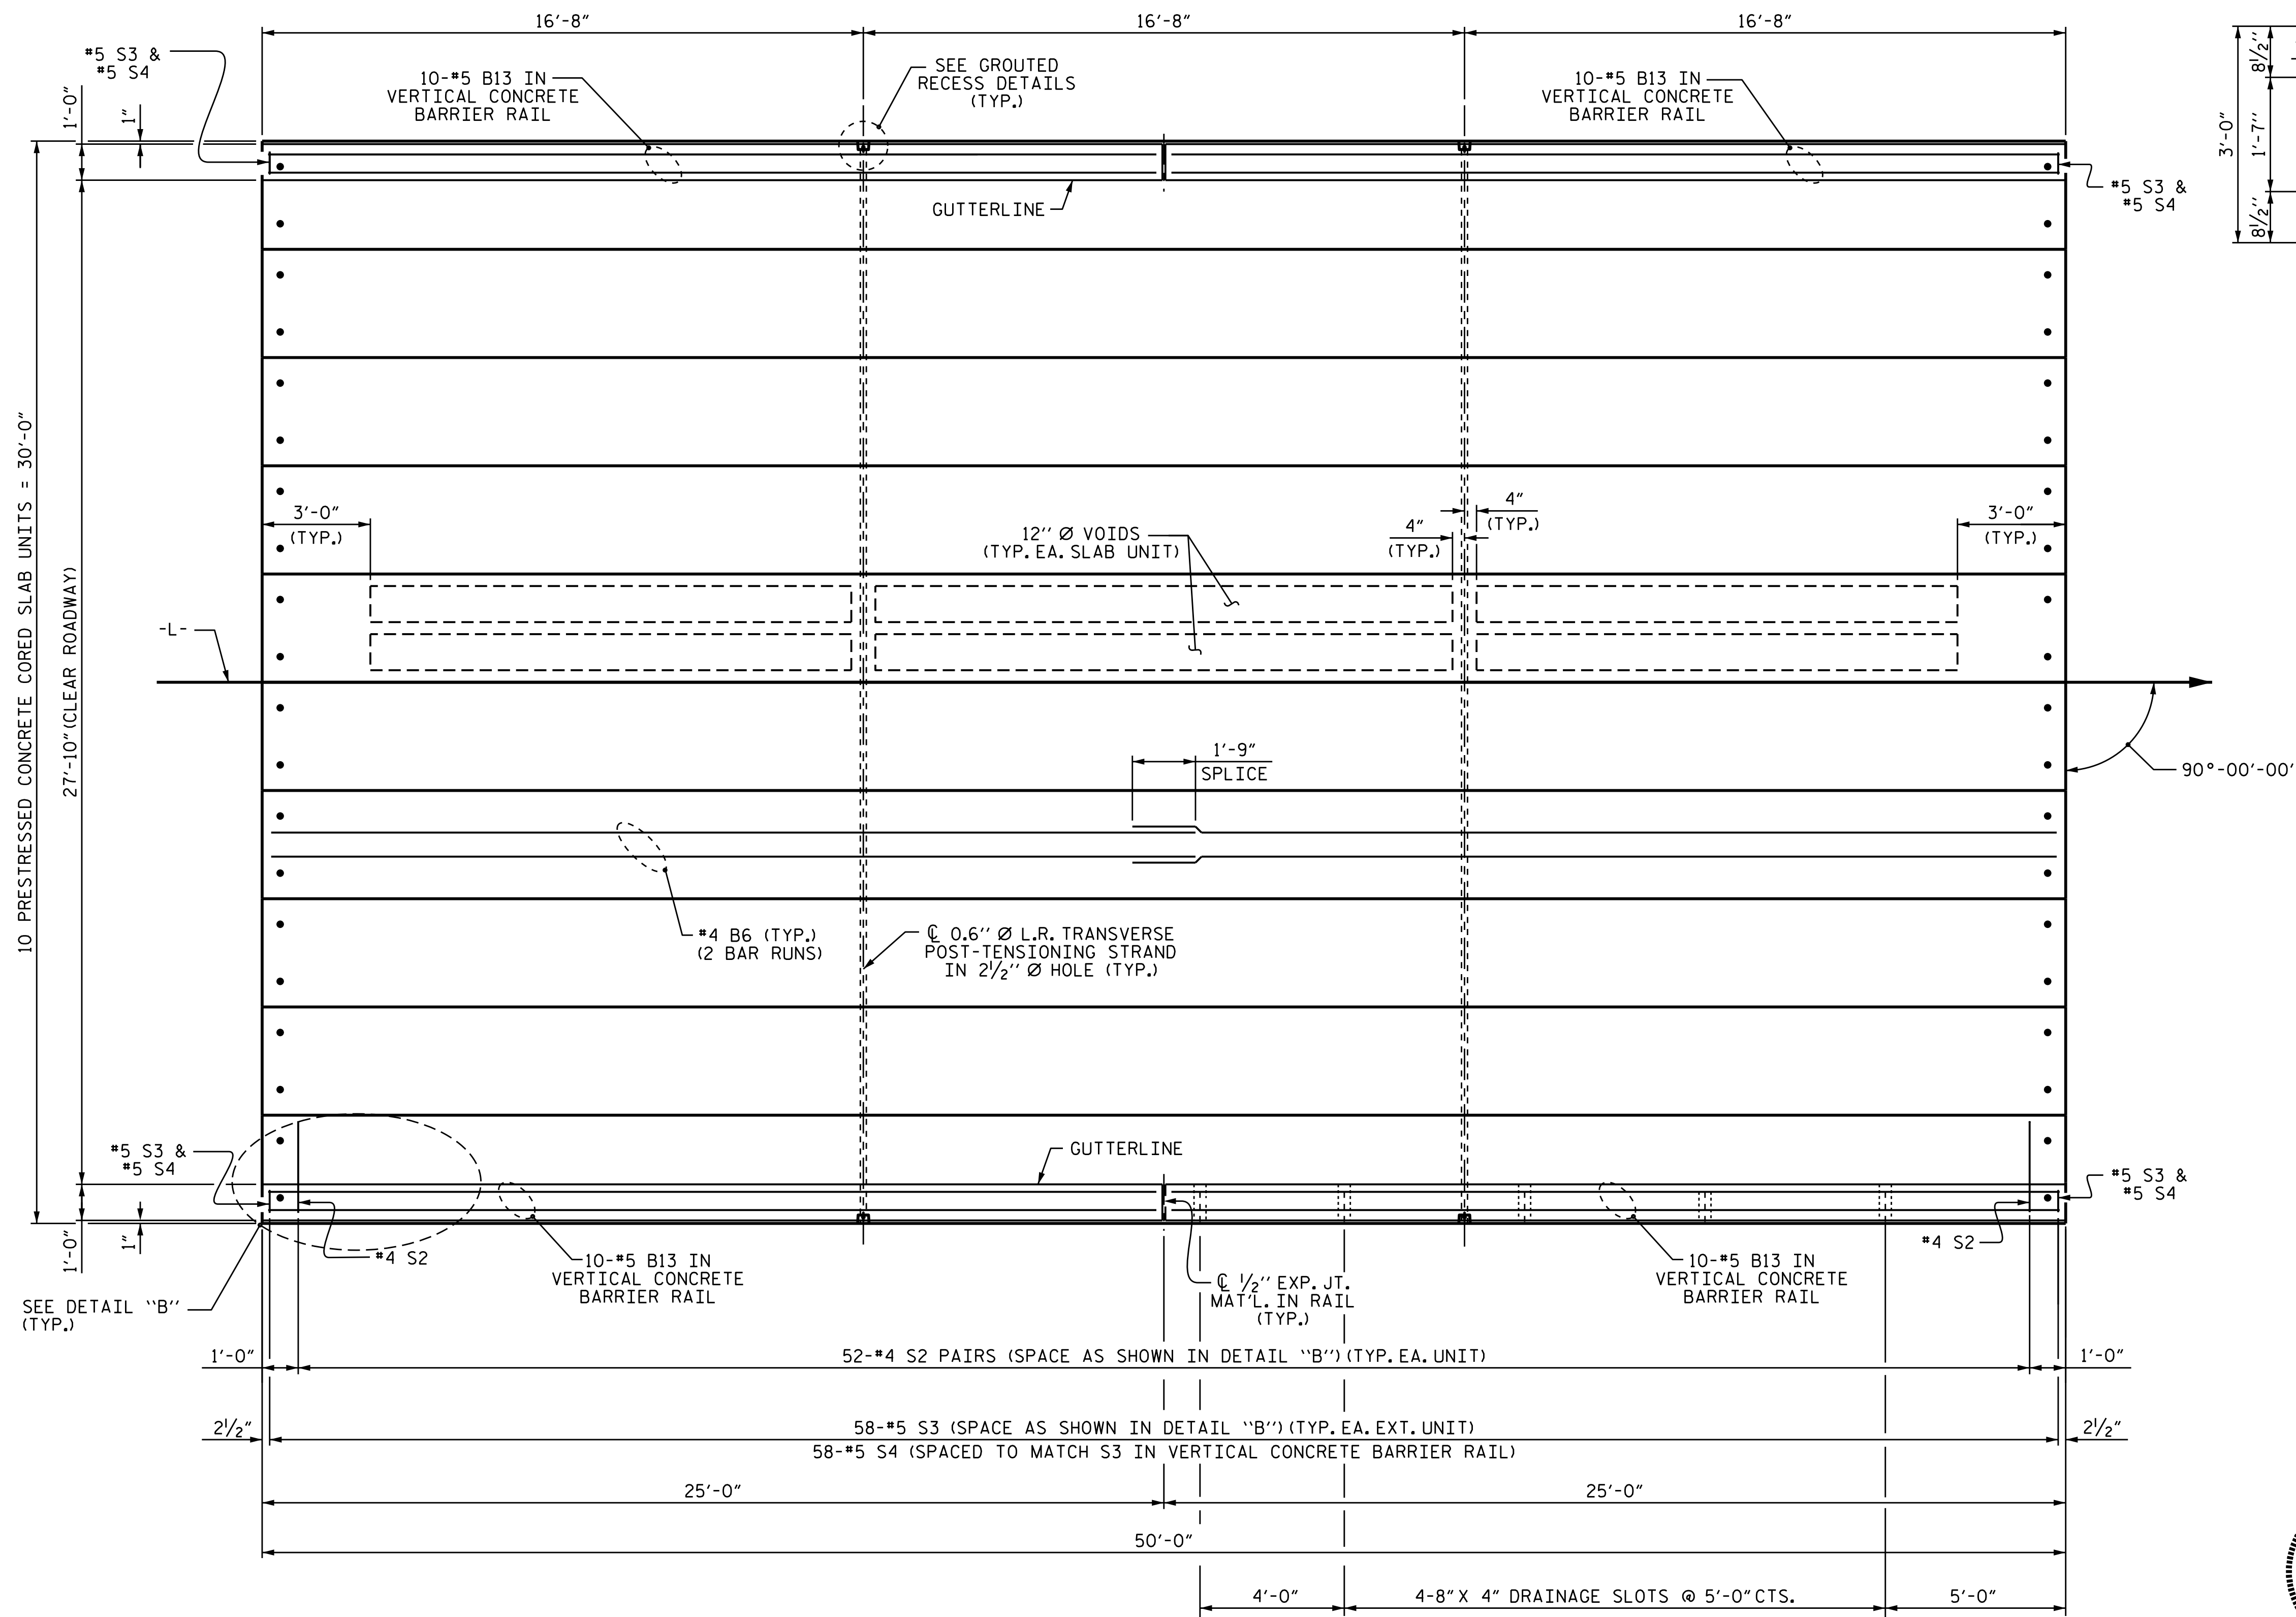 16'-8"
16'-8"
16'-8"
#5 S3 &
#5 S4
10-#5 B13 IN
VERTICAL CONCRETE
BARRIER RAIL
SEE GROUTED
RECESS DETAILS
(TYP.)
10-#5 B13 IN
VERTICAL CONCRETE
BARRIER RAIL
8½"
1'-7"
8½"
3'-0"
1'-0"
1"
GUTTERLINE
#5 S3 &
#5 S4
10 PRESTRESSED CONCRETE CORED SLAB UNITS = 30'-0"
27'-10" (CLEAR ROADWAY)
3'-0"
(TYP.)
12" Ø VOIDS
(TYP. EA. SLAB UNIT)
4"
(TYP.)
4"
(TYP.)
3'-0"
(TYP.)
-L-
1'-9"
SPLICE
90°-00'-00'
#4 B6 (TYP.)
(2 BAR RUNS)
℄ 0.6" Ø L.R. TRANSVERSE
POST-TENSIONING STRAND
IN 2½" Ø HOLE (TYP.)
#5 S3 &
#5 S4
GUTTERLINE
#5 S3 &
#5 S4
1'-0"
1"
#4 S2
10-#5 B13 IN
VERTICAL CONCRETE
BARRIER RAIL
℄ ½" EXP. JT.
MAT'L. IN RAIL
(TYP.)
10-#5 B13 IN
VERTICAL CONCRETE
BARRIER RAIL
#4 S2
SEE DETAIL "B"
(TYP.)
1'-0"
52-#4 S2 PAIRS (SPACE AS SHOWN IN DETAIL "B") (TYP. EA. UNIT)
1'-0"
2½"
58-#5 S3 (SPACE AS SHOWN IN DETAIL "B") (TYP. EA. EXT. UNIT)
2½"
58-#5 S4 (SPACED TO MATCH S3 IN VERTICAL CONCRETE BARRIER RAIL)
25'-0"
25'-0"
50'-0"
4'-0"
4-8" X 4" DRAINAGE SLOTS @ 5'-0" CTS.
5'-0"